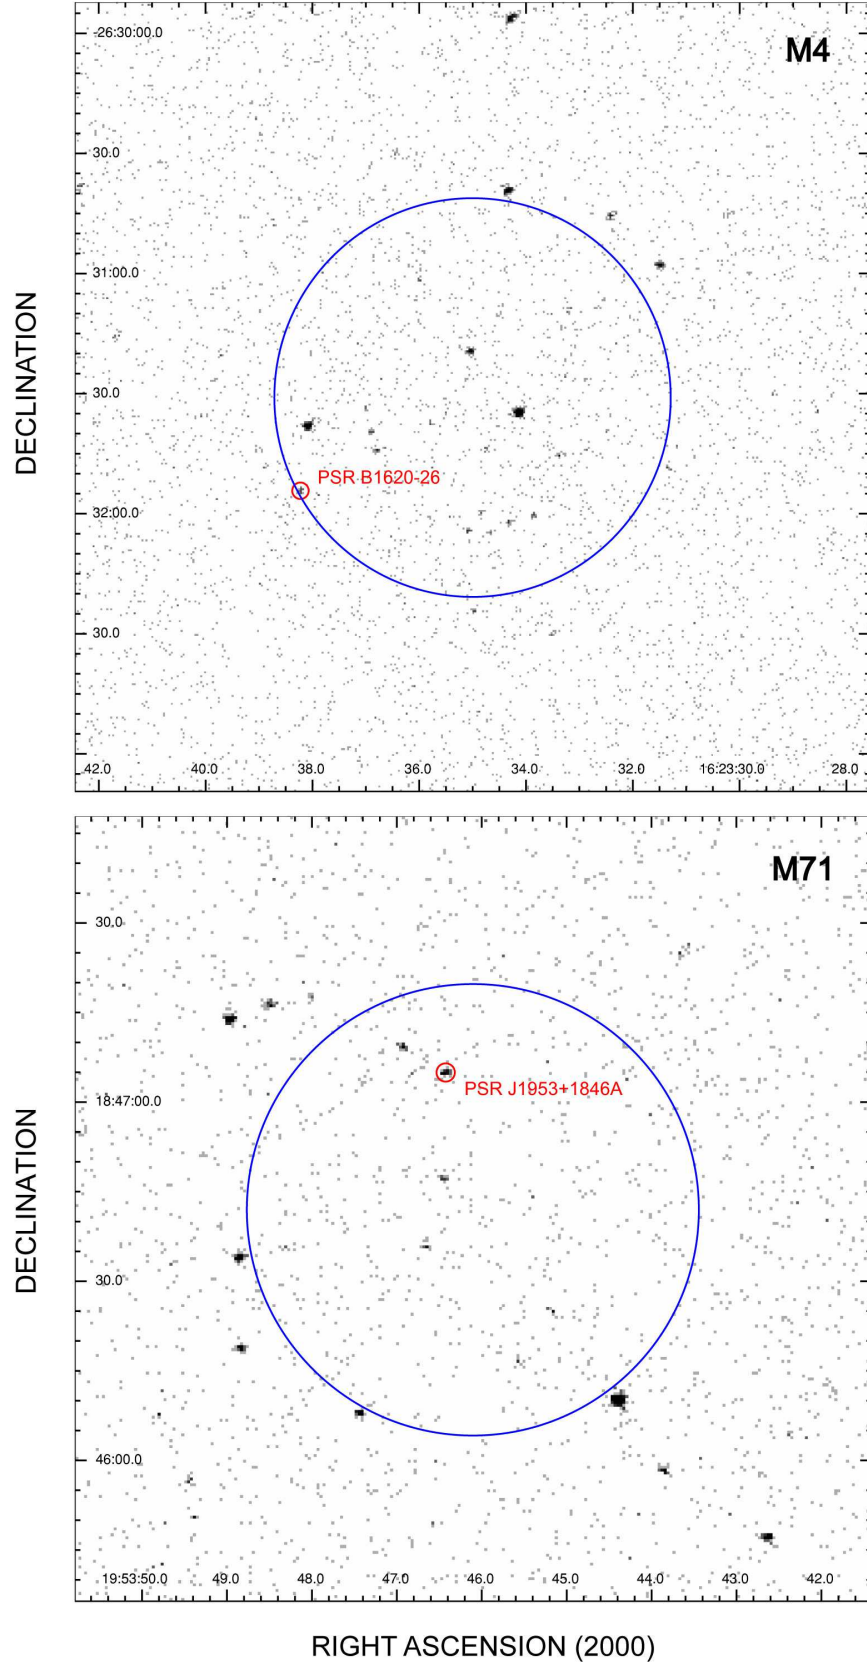 -26:30:00.0
M4
30.0
31:00.0
DECLINATION
30.0
PSR B1620-26
32:00.0
30.0
42.0 40.0 38.0 36.0 34.0 32.0 16:23:30.0 28.0
M71
30.0
PSR J1953+1846A
18:47:00.0
DECLINATION
30.0
46:00.0
19:53:50.0 49.0 48.0 47.0 46.0 45.0 44.0 43.0 42.0
RIGHT ASCENSION (2000)